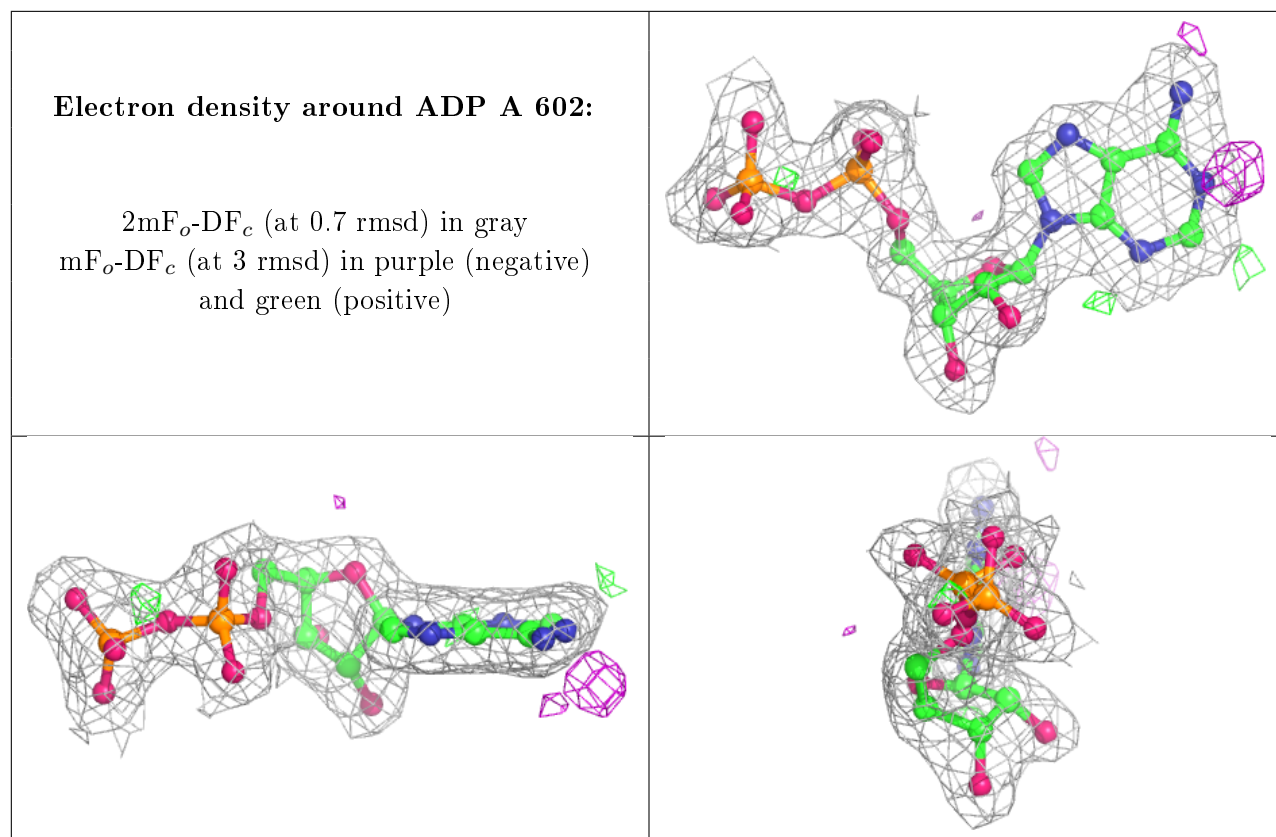 Electron density around ADP A 602:
2mFo-DFc (at 0.7 rmsd) in gray
mFo-DFc (at 3 rmsd) in purple (negative)
and green (positive)